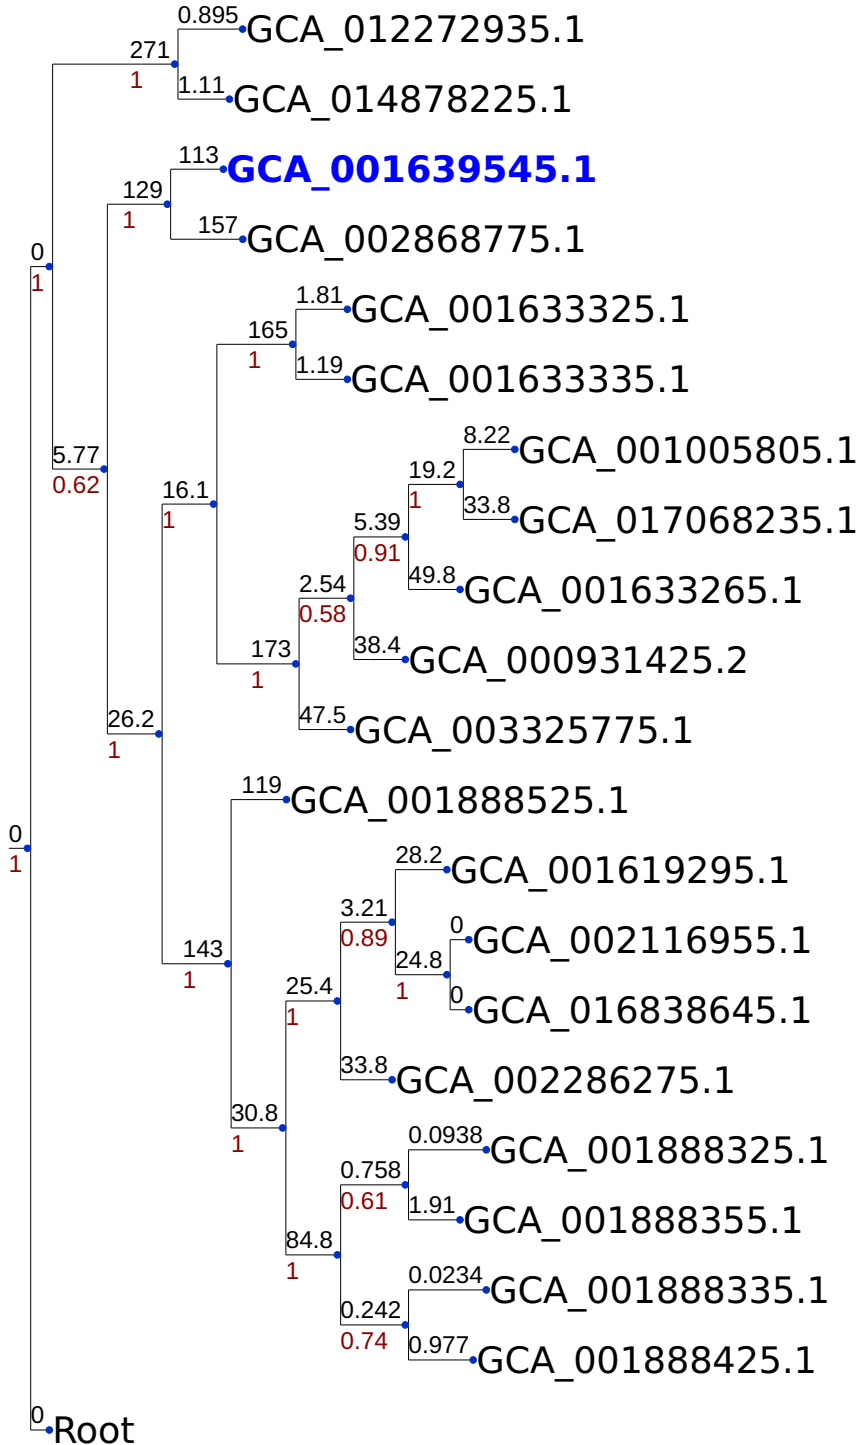 0.895
GCA_012272935.1
271
1
1.11
GCA_014878225.1
113
GCA_001639545.1
129
1
157
GCA_002868775.1
0
1
1.81
GCA_001633325.1
165
1
1.19
GCA_001633335.1
8.22
GCA_001005805.1
19.2
1
5.77
0.62
16.1
1
33.8
GCA_017068235.1
5.39
0.91
49.8
GCA_001633265.1
2.54
0.58
173
1
38.4
GCA_000931425.2
26.2
1
47.5
GCA_003325775.1
119
GCA_001888525.1
0
1
28.2
GCA_001619295.1
3.21
0.89
0
GCA_002116955.1
143
1
24.8
1
25.4
1
0
GCA_016838645.1
33.8
GCA_002286275.1
30.8
1
0.0938
GCA_001888325.1
0.758
0.61
1.91
GCA_001888355.1
84.8
1
0.0234
GCA_001888335.1
0.242
0.74
0.977
GCA_001888425.1
0
Root